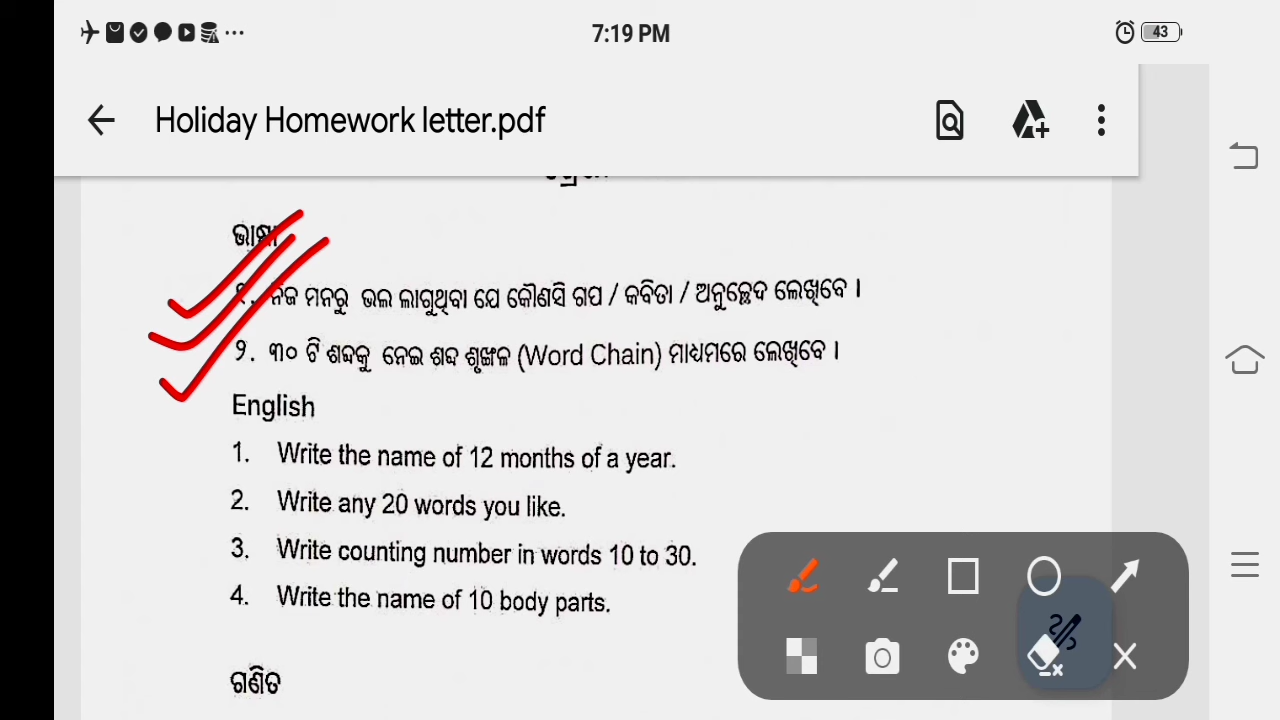 7:19 PM
43
Holiday Homework letter.pdf
ଭାଷା
୧. ନିଜ ମନରୁ ଭଲ ଲାଗୁଥିବା ଯେ କୌଣସି ଗପ / କବିତା / ଅନୁଚ୍ଛେଦ ଲେଖିବେ ।
୨. ୩୦ ଟି ଶବ୍ଦକୁ ନେଇ ଶବ୍ଦ ଶୃଙ୍ଖଳ (Word Chain) ମାଧ୍ୟମରେ ଲେଖିବେ ।
English
1. Write the name of 12 months of a year.
2. Write any 20 words you like.
3. Write counting number in words 10 to 30.
4. Write the name of 10 body parts.
ଗଣିତ